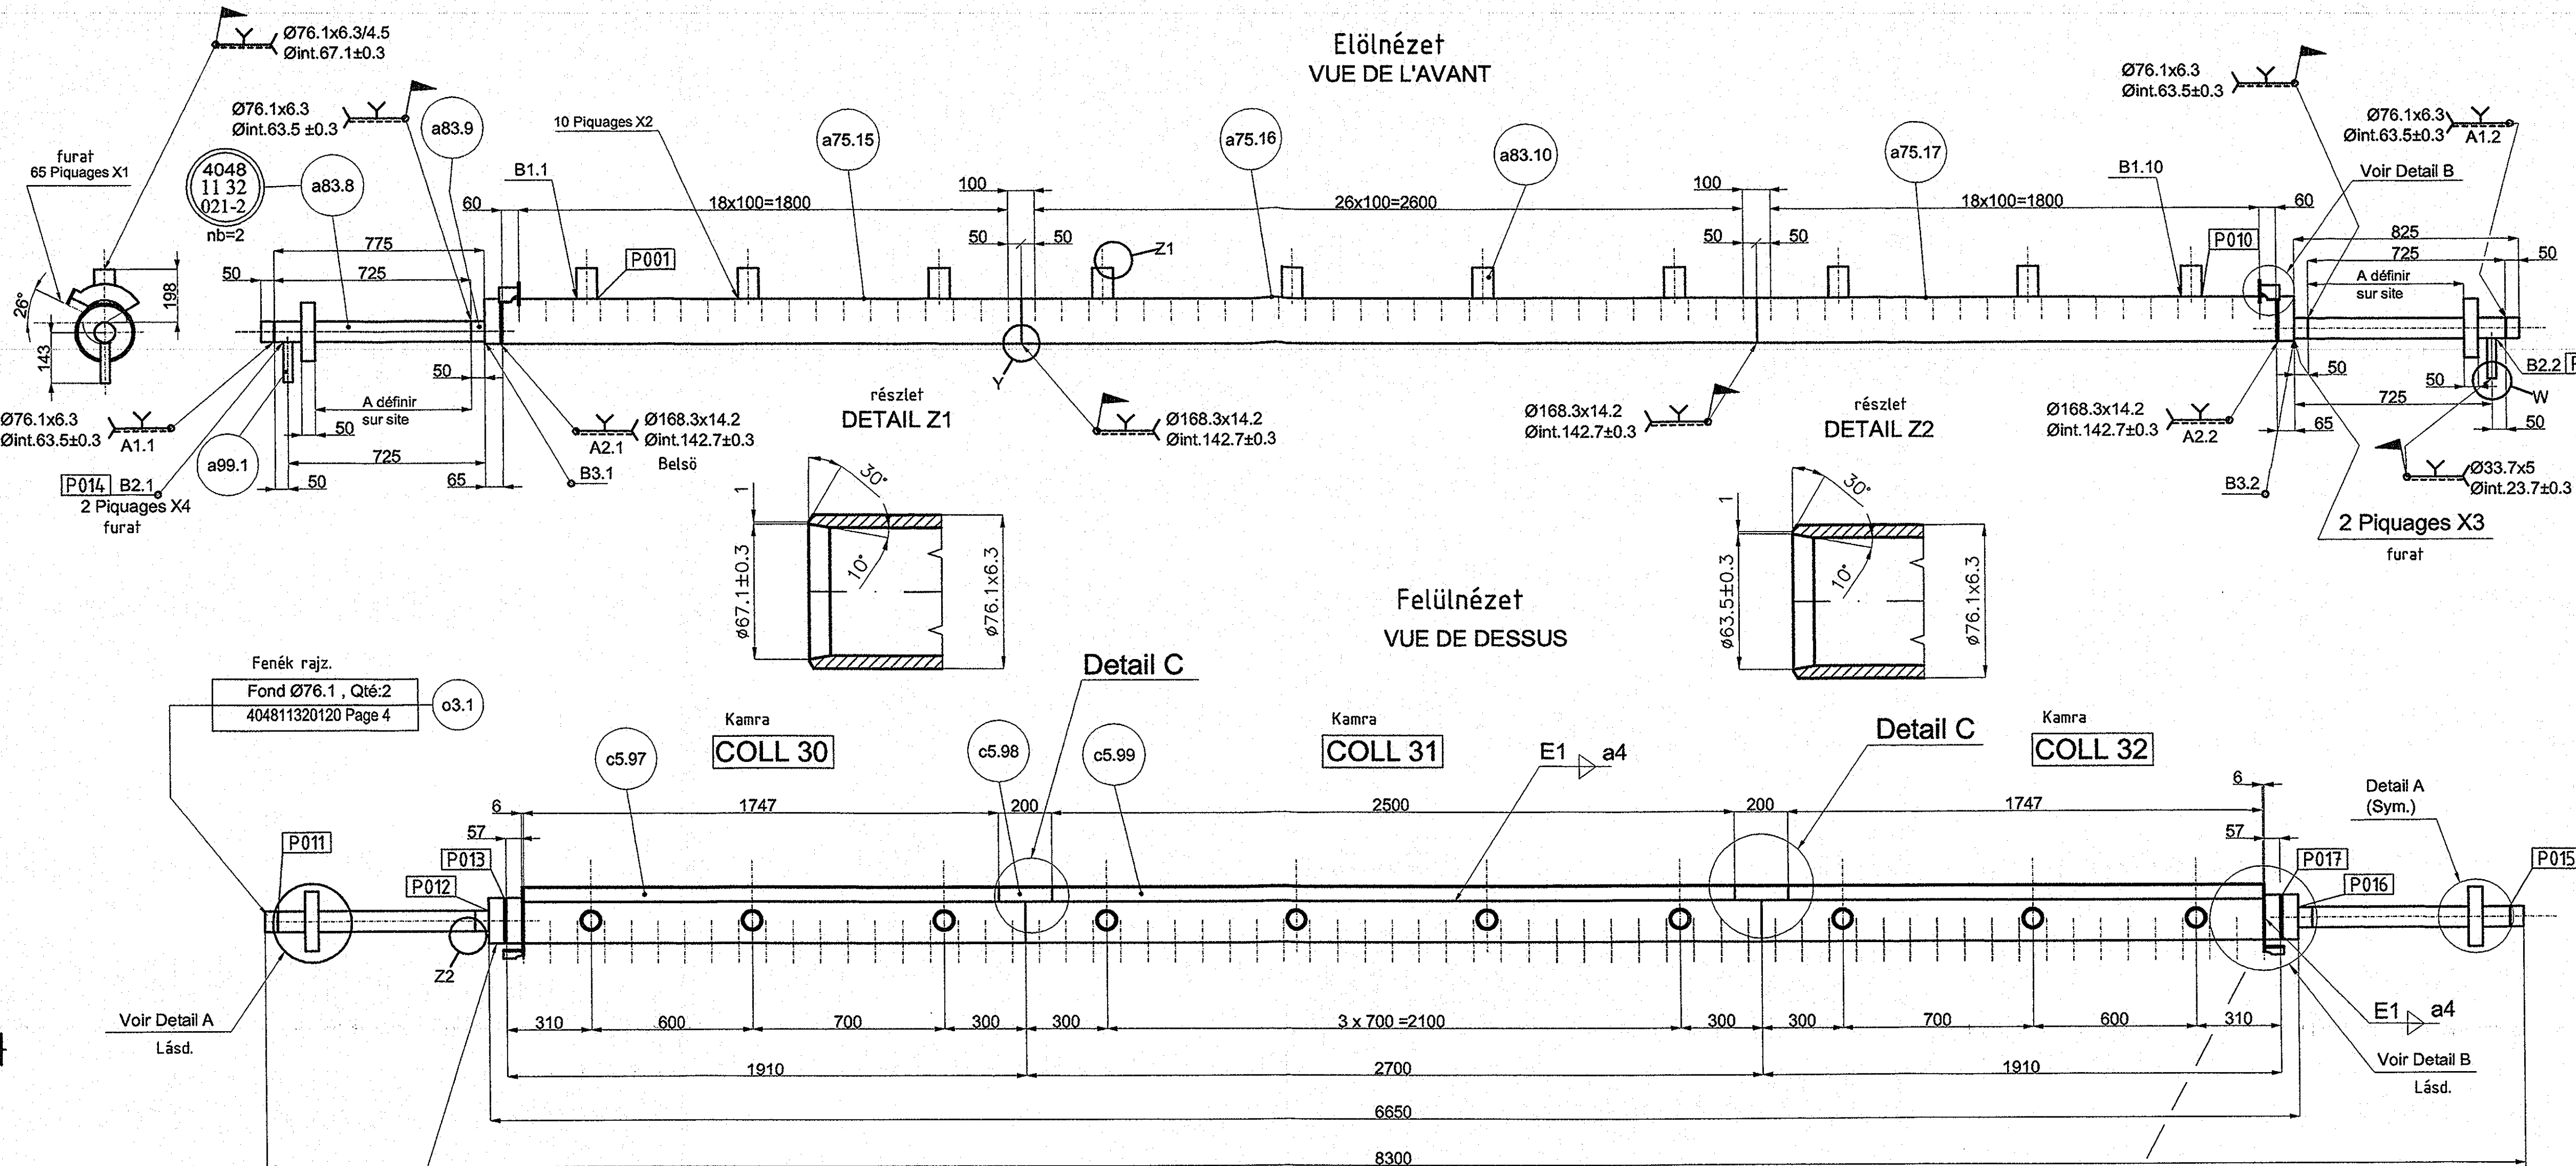 Elölnézet
VUE DE L'AVANT
Ø76.1x6.3/4.5
Øint.67.1±0.3
Ø76.1x6.3
Øint.63.5 ±0.3
a83.9
10 Piquages X2
a75.15
a75.16
a83.10
a75.17
Ø76.1x6.3
Øint.63.5±0.3
Ø76.1x6.3
Øint.63.5±0.3
A1.2
furat
65 Piquages X1
4048
11 32
021-2
nb=2
a83.8
B1.1
B1.10
Voir Detail B
60
18x100=1800
100
26x100=2600
100
18x100=1800
60
775
50
725
50
50
50
50
825
725
50
P001
Z1
P010
A définir
sur site
26°
198
143
Y
50
A définir
sur site
50
725
50
65
Ø76.1x6.3
Øint.63.5±0.3
A1.1
a99.1
P014
B2.1
2 Piquages X4
furat
Ø168.3x14.2
Øint.142.7±0.3
A2.1
Belsö
B3.1
részlet
DETAIL Z1
Ø168.3x14.2
Øint.142.7±0.3
Ø168.3x14.2
Øint.142.7±0.3
részlet
DETAIL Z2
Ø168.3x14.2
Øint.142.7±0.3
A2.2
B3.2
65
50
725
50
50
W
B2.2
Ø33.7x5
Øint.23.7±0.3
2 Piquages X3
furat
1
30°
10°
ø67.1±0.3
ø76.1x6.3
1
30°
10°
ø63.5±0.3
ø76.1x6.3
Felülnézet
VUE DE DESSUS
Fenék rajz.
Fond Ø76.1 , Qté:2
404811320120 Page 4
o3.1
Detail C
Kamra
COLL 30
c5.97
c5.98
c5.99
Kamra
COLL 31
E1
a4
Detail C
Kamra
COLL 32
Detail A
(Sym.)
6
1747
200
2500
200
1747
6
57
57
P011
P013
P012
P017
P016
P015
Z2
Voir Detail A
Lásd.
310
600
700
300
300
3 x 700 =2100
300
300
700
600
310
E1
a4
1910
2700
1910
Voir Detail B
Lásd.
6650
8300